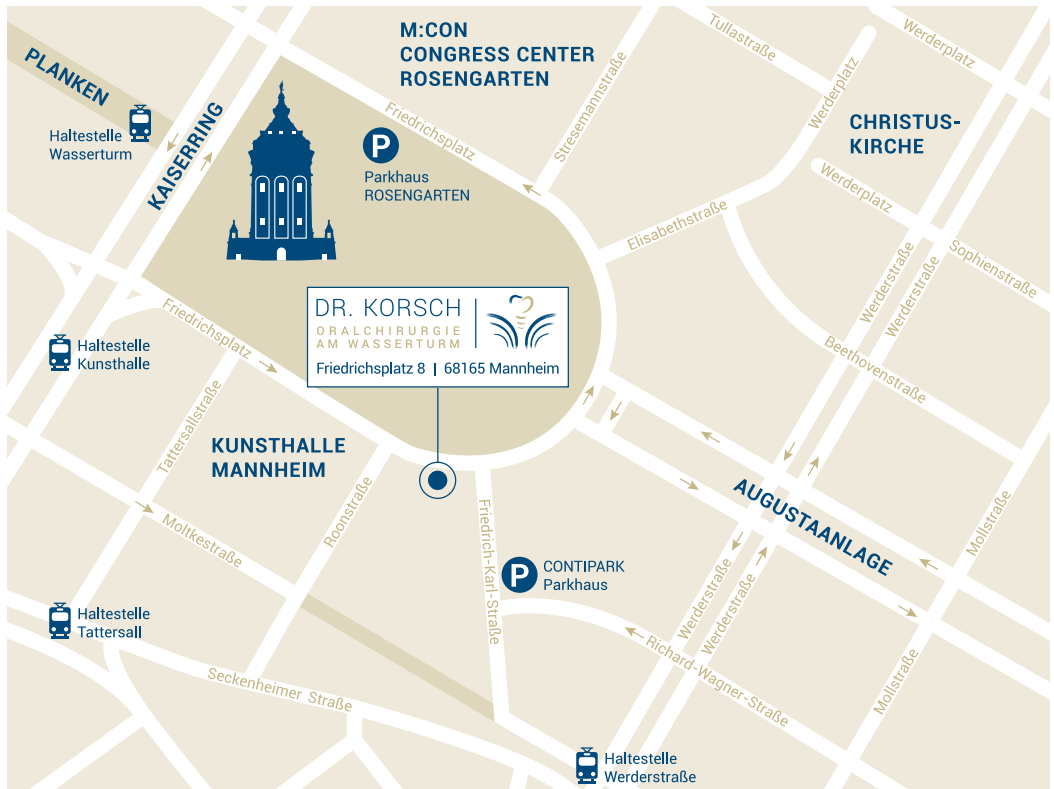 M:CON
CONGRESS CENTER
ROSENGARTEN
Tullastraße
Werderplatz
PLANKEN
Haltestelle
Wasserturm
KAISERRING
P
Parkhaus
ROSENGARTEN
Friedrichsplatz
Stresemannstraße
Werderplatz
CHRISTUS-
KIRCHE
Werderplatz
Elisabethstraße
Sophienstraße
Werderstraße
Werderstraße
Friedrichsplatz
DR. KORSCH
ORALCHIRURGIE
AM WASSERTURM
Friedrichsplatz 8 | 68165 Mannheim
Haltestelle
Kunsthalle
Beethovenstraße
Tattersallstraße
KUNSTHALLE
MANNHEIM
Roonstraße
Moltkestraße
Friedrich-Karl-Straße
AUGUSTAANLAGE
Mollstraße
P
CONTIPARK
Parkhaus
Werderstraße
Werderstraße
Haltestelle
Tattersall
Richard-Wagner-Straße
Mollstraße
Seckenheimer Straße
Haltestelle
Werderstraße